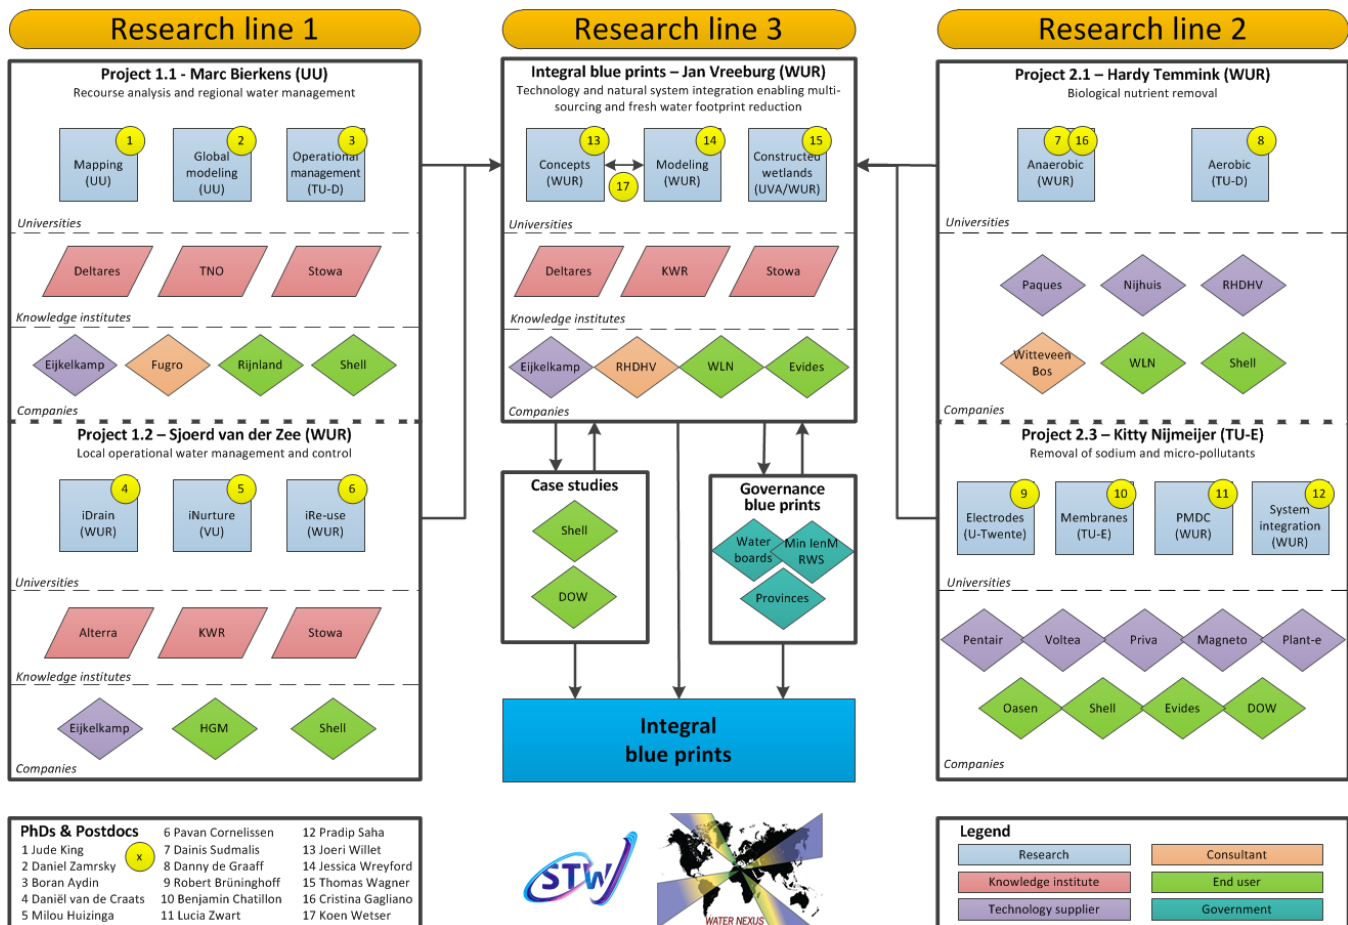 Research line 1
Research line 3
Research line 2
Project 1.1 - Marc Bierkens (UU)
Recourse analysis and regional water management
1
Mapping
(UU)
2
Global
modeling
(UU)
3
Operational
management
(TU-D)
Universities
Deltares
TNO
Stowa
Knowledge institutes
Eijkelkamp
Fugro
Rijnland
Shell
Companies
Project 1.2 – Sjoerd van der Zee (WUR)
Local operational water management and control
4
iDrain
(WUR)
5
iNurture
(VU)
6
iRe-use
(WUR)
Universities
Alterra
KWR
Stowa
Knowledge institutes
Eijkelkamp
HGM
Shell
Companies
Integral blue prints – Jan Vreeburg (WUR)
Technology and natural system integration enabling multi-
sourcing and fresh water footprint reduction
13
Concepts
(WUR)
17
14
Modeling
(WUR)
15
Constructed
wetlands
(UVA/WUR)
Universities
Deltares
KWR
Stowa
Knowledge institutes
Eijkelkamp
RHDHV
WLN
Evides
Companies
Case studies
Shell
DOW
Governance
blue prints
Water
boards
Min IenM
RWS
Provinces
Integral
blue prints
Project 2.1 – Hardy Temmink (WUR)
Biological nutrient removal
7
16
Anaerobic
(WUR)
8
Aerobic
(TU-D)
Universities
Paques
Nijhuis
RHDHV
Witteveen
Bos
WLN
Shell
Companies
Project 2.3 – Kitty Nijmeijer (TU-E)
Removal of sodium and micro-pollutants
9
Electrodes
(U-Twente)
10
Membranes
(TU-E)
11
PMDC
(WUR)
12
System
integration
(WUR)
Universities
Pentair
Voltea
Priva
Magneto
Plant-e
Oasen
Shell
Evides
DOW
Companies
PhDs & Postdocs
x
1 Jude King
2 Daniel Zamrsky
3 Boran Aydin
4 Daniël van de Craats
5 Milou Huizinga
6 Pavan Cornelissen
7 Dainis Sudmalis
8 Danny de Graaff
9 Robert Brüninghoff
10 Benjamin Chatillon
11 Lucia Zwart
12 Pradip Saha
13 Joeri Willet
14 Jessica Wreyford
15 Thomas Wagner
16 Cristina Gagliano
17 Koen Wetser
STW
WATER NEXUS
Legend
Research
Consultant
Knowledge institute
End user
Technology supplier
Government